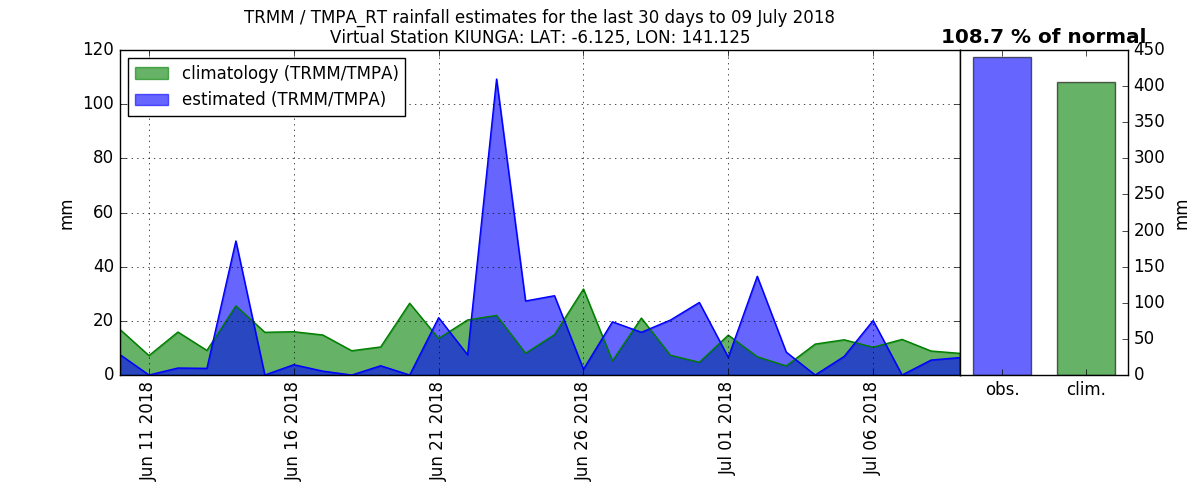 TRMM / TMPA_RT rainfall estimates for the last 30 days to 09 July 2018
Virtual Station KIUNGA: LAT: -6.125, LON: 141.125
108.7 % of normal
climatology (TRMM/TMPA)
estimated (TRMM/TMPA)
mm
120
100
80
60
40
20
0
Jun 11 2018
Jun 16 2018
Jun 21 2018
Jun 26 2018
Jul 01 2018
Jul 06 2018
obs.
clim.
450
400
350
300
250
200
150
100
50
0
mm